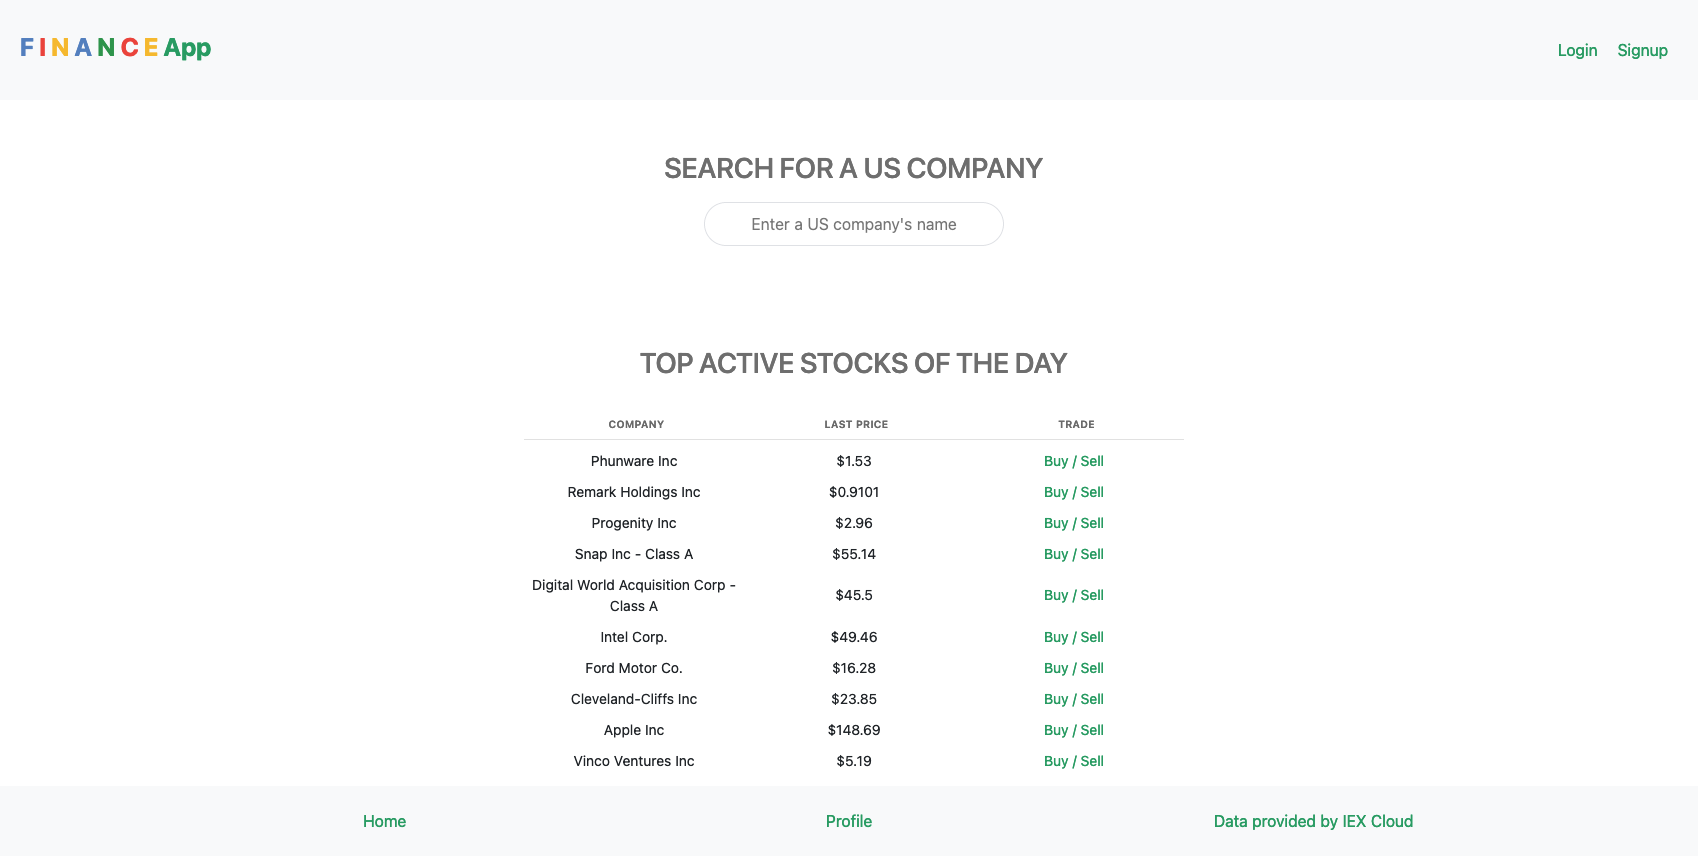 FINANCE App
Login Signup
SEARCH FOR A US COMPANY
Enter a US company's name
TOP ACTIVE STOCKS OF THE DAY
COMPANY LAST PRICE TRADE
Phunware Inc $1.53 Buy / Sell
Remark Holdings Inc $0.9101 Buy / Sell
Progenity Inc $2.96 Buy / Sell
Snap Inc - Class A $55.14 Buy / Sell
Digital World Acquisition Corp -
Class A $45.5 Buy / Sell
Intel Corp. $49.46 Buy / Sell
Ford Motor Co. $16.28 Buy / Sell
Cleveland-Cliffs Inc $23.85 Buy / Sell
Apple Inc $148.69 Buy / Sell
Vinco Ventures Inc $5.19 Buy / Sell
Home Profile Data provided by IEX Cloud